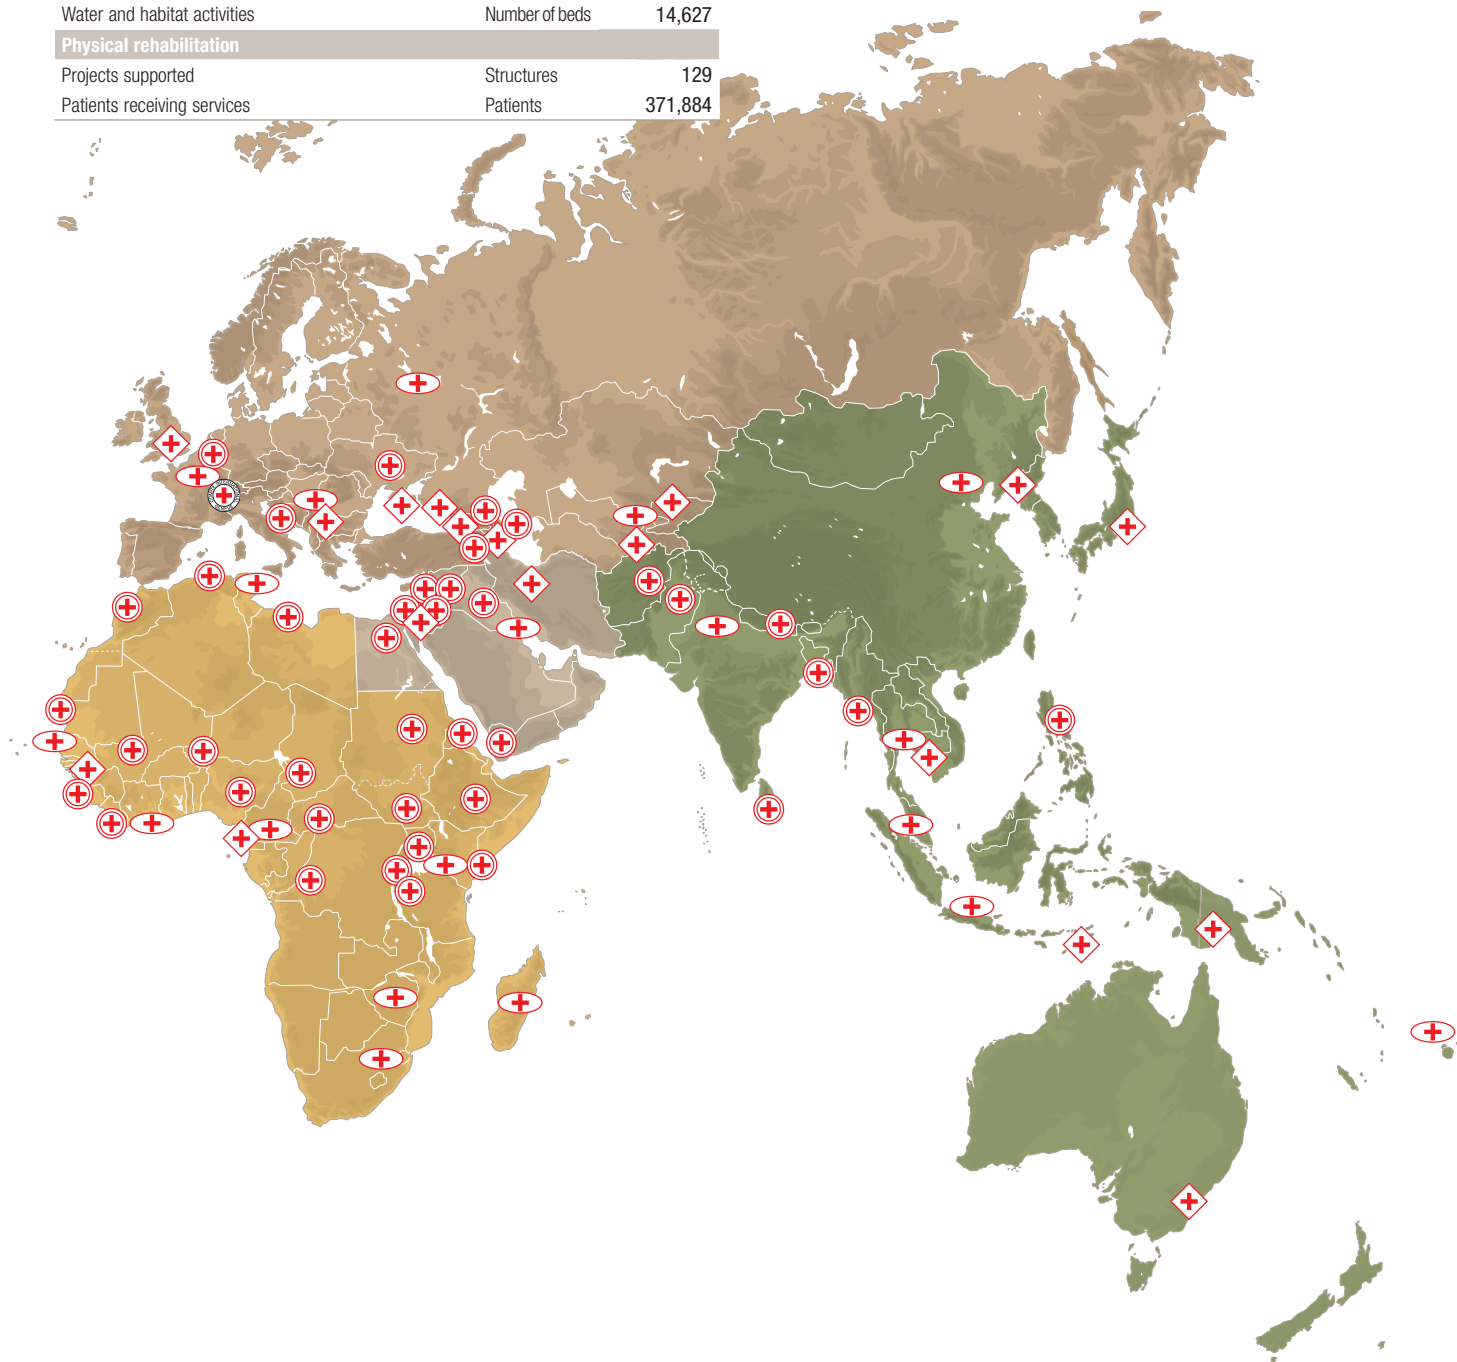 Water and habitat activities Number of beds 14,627
Physical rehabilitation
Projects supported Structures 129
Patients receiving services Patients 371,884